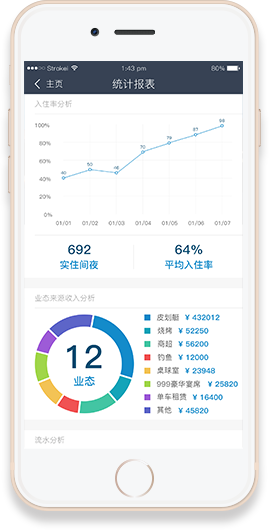 Strokei 1:43 pm 80%
主页 统计报表
入住率分析
100%
80%
60%
40%
20%
0%
40 50 46 70 79 87 98
01/01 01/02 01/03 01/04 01/05 01/06 01/07
692 64%
实住间夜 平均入住率
业态来源收入分析
12
业态
皮划艇 ¥ 432012
烧烤 ¥ 52250
商超 ¥ 56200
钓鱼 ¥ 12000
桌球室 ¥ 23948
999豪华宴席 ¥ 25820
单车租赁 ¥ 16400
其他 ¥ 45820
流水分析